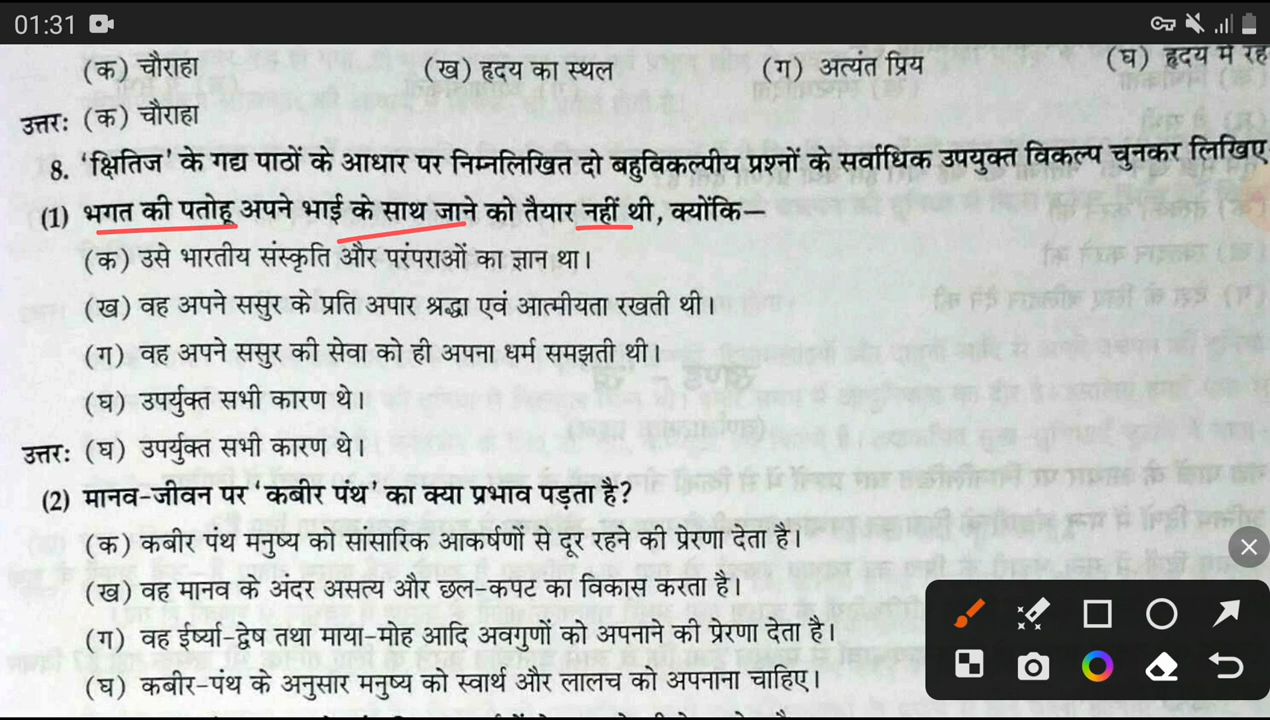 01:31
(क) चौराहा (ख) हृदय का स्थल (ग) अत्यंत प्रिय (घ) हृदय में रह
उत्तरः (क) चौराहा
8. 'क्षितिज' के गद्य पाठों के आधार पर निम्नलिखित दो बहुविकल्पीय प्रश्नों के सर्वाधिक उपयुक्त विकल्प चुनकर लिखिए
(1) भगत की पतोहू अपने भाई के साथ जाने को तैयार नहीं थी, क्योंकि—
(क) उसे भारतीय संस्कृति और परंपराओं का ज्ञान था।
(ख) वह अपने ससुर के प्रति अपार श्रद्धा एवं आत्मीयता रखती थी।
(ग) वह अपने ससुर की सेवा को ही अपना धर्म समझती थी।
(घ) उपर्युक्त सभी कारण थे।
उत्तरः (घ) उपर्युक्त सभी कारण थे।
(2) मानव-जीवन पर 'कबीर पंथ' का क्या प्रभाव पड़ता है?
(क) कबीर पंथ मनुष्य को सांसारिक आकर्षणों से दूर रहने की प्रेरणा देता है।
(ख) वह मानव के अंदर असत्य और छल-कपट का विकास करता है।
(ग) वह ईर्ष्या-द्वेष तथा माया-मोह आदि अवगुणों को अपनाने की प्रेरणा देता है।
(घ) कबीर-पंथ के अनुसार मनुष्य को स्वार्थ और लालच को अपनाना चाहिए।